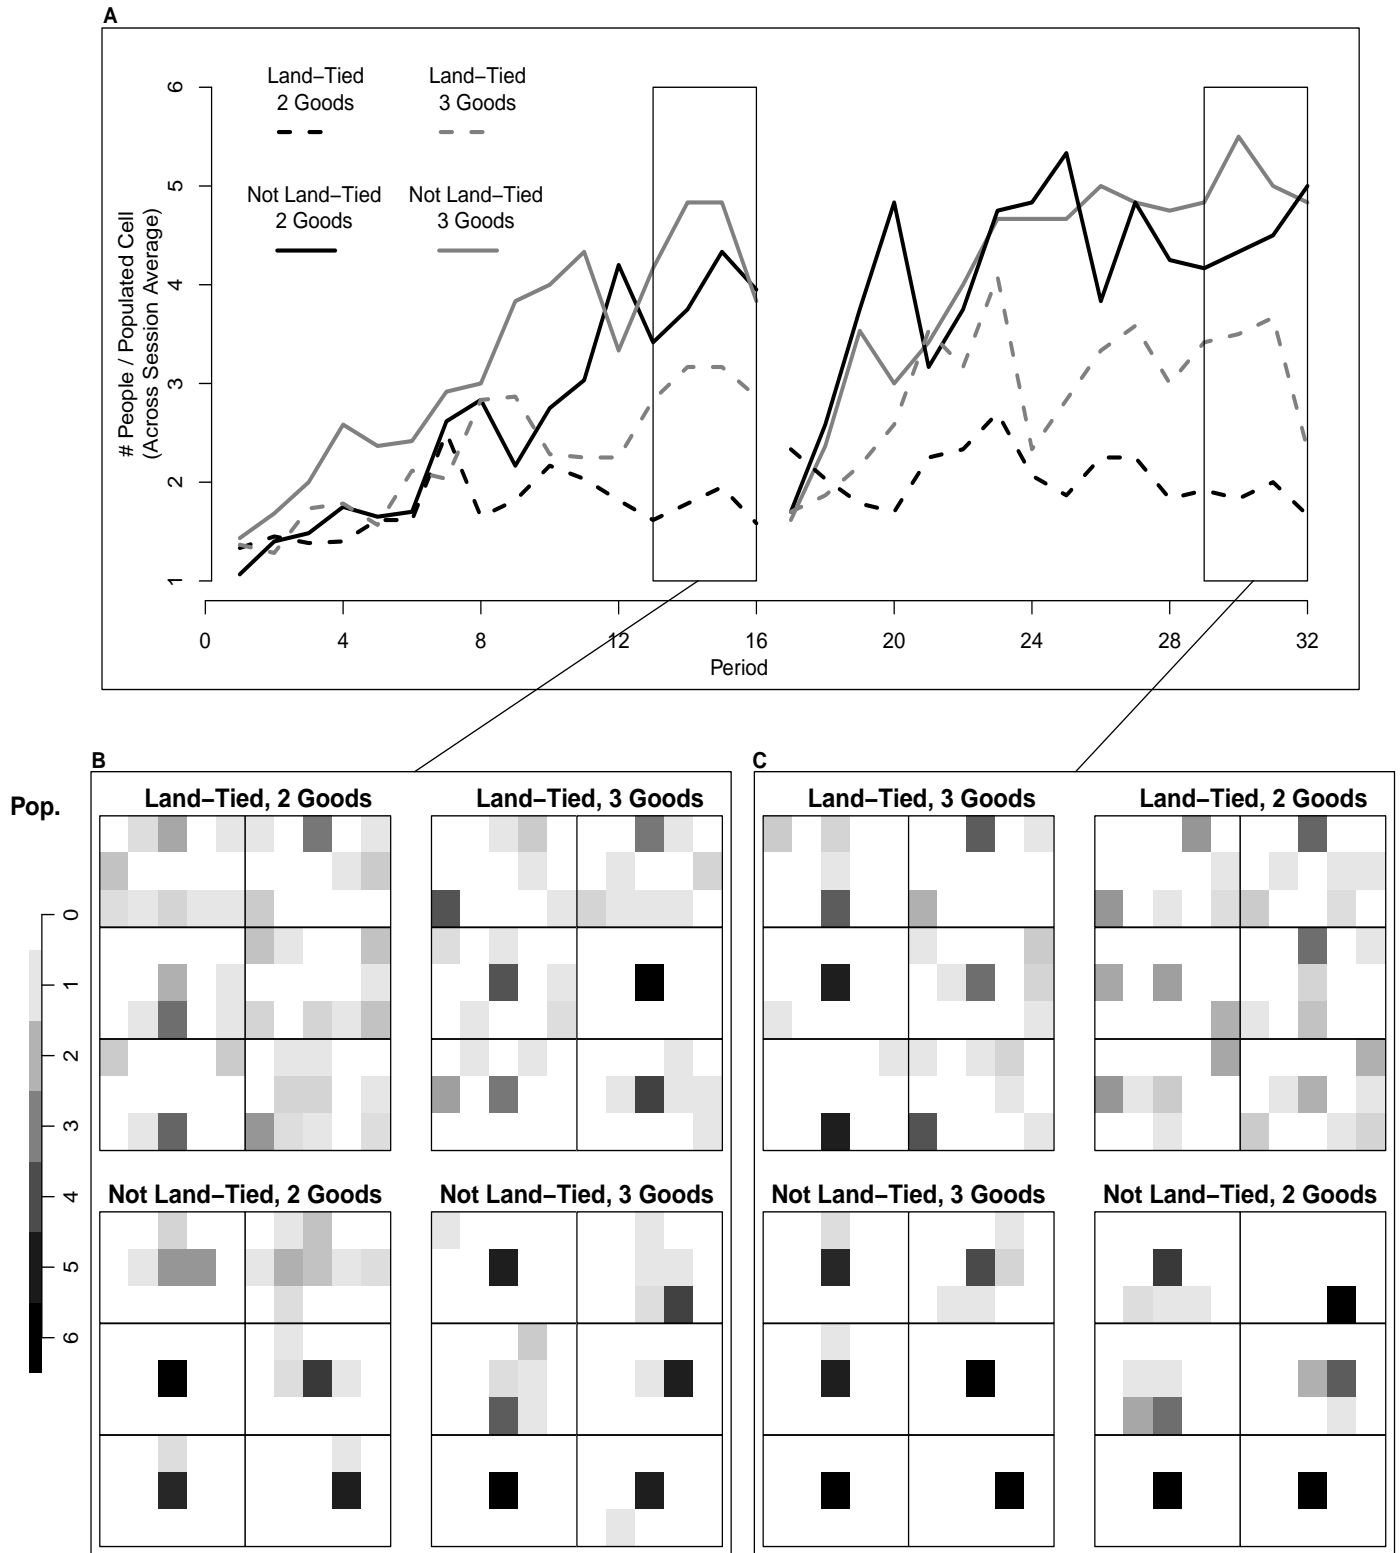 A
Land−Tied
2 Goods
Land−Tied
3 Goods
Not Land−Tied
2 Goods
Not Land−Tied
3 Goods
# People / Populated Cell
(Across Session Average)
6
5
4
3
2
1
0 4 8 12 16 20 24 28 32
Period
B
C
Pop.
0
1
2
3
4
5
6
Land−Tied, 2 Goods
Land−Tied, 3 Goods
Land−Tied, 3 Goods
Land−Tied, 2 Goods
Not Land−Tied, 2 Goods
Not Land−Tied, 3 Goods
Not Land−Tied, 3 Goods
Not Land−Tied, 2 Goods